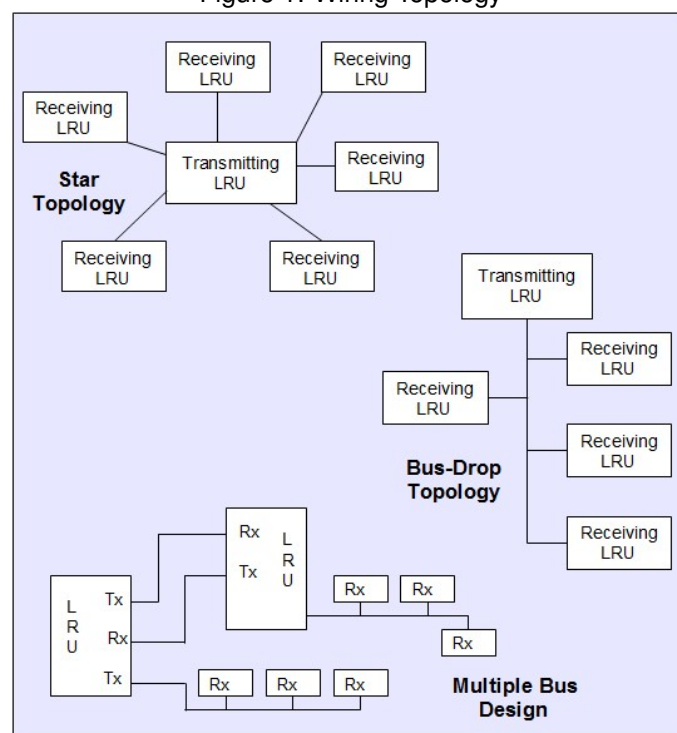 Figure 1. Wiring Topology
Receiving
LRU
Receiving
LRU
Receiving
LRU
Transmitting
LRU
Receiving
LRU
Star
Topology
Receiving
LRU
Receiving
LRU
Transmitting
LRU
Receiving
LRU
Receiving
LRU
Receiving
LRU
Bus-Drop
Topology
Receiving
LRU
Rx
Tx
L
R
U
L
R
U
Tx
Rx
Tx
Rx
Rx
Rx
Rx
Rx
Rx
Multiple Bus
Design